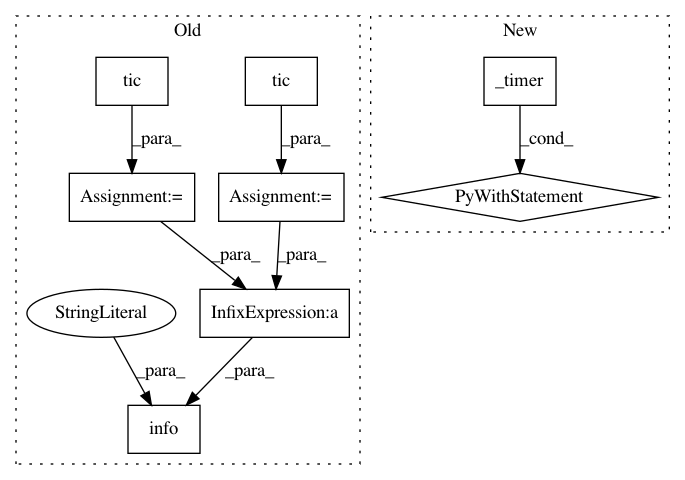 Old
New
tic
tic
_timer
_para_
_para_
_cond_
Assignment:=
Assignment:=
PyWithStatement
_para_
_para_
StringLiteral
InfixExpression:a
_para_
_para_
info